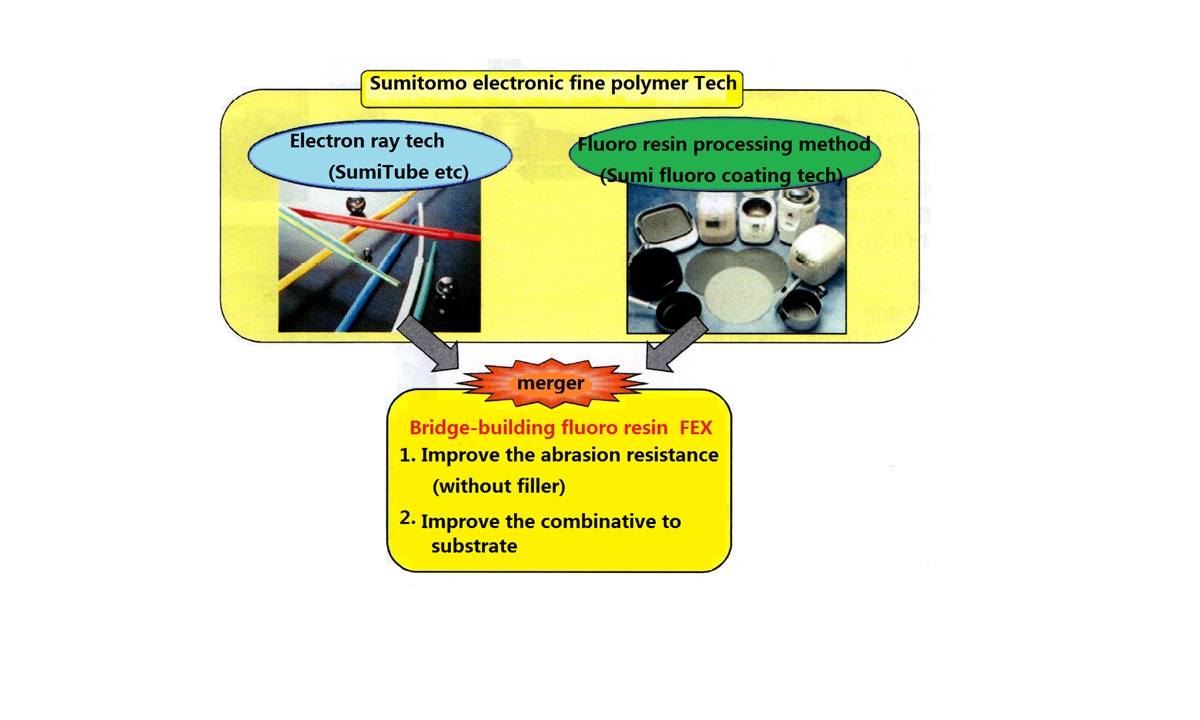 Sumitomo electronic fine polymer Tech
Electron ray tech
(SumiTube etc)
Fluoro resin processing method
(Sumi fluoro coating tech)
merger
Bridge-building fluoro resin FEX
1. Improve the abrasion resistance
(without filler)
2. Improve the combinative to
substrate